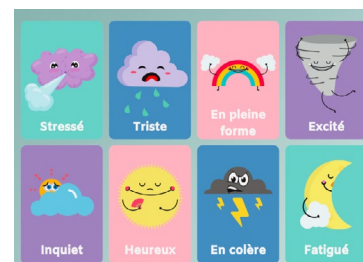 Stressé
Triste
En pleine
forme
Excité
Inquiet
Heureux
En colère
Fatigué